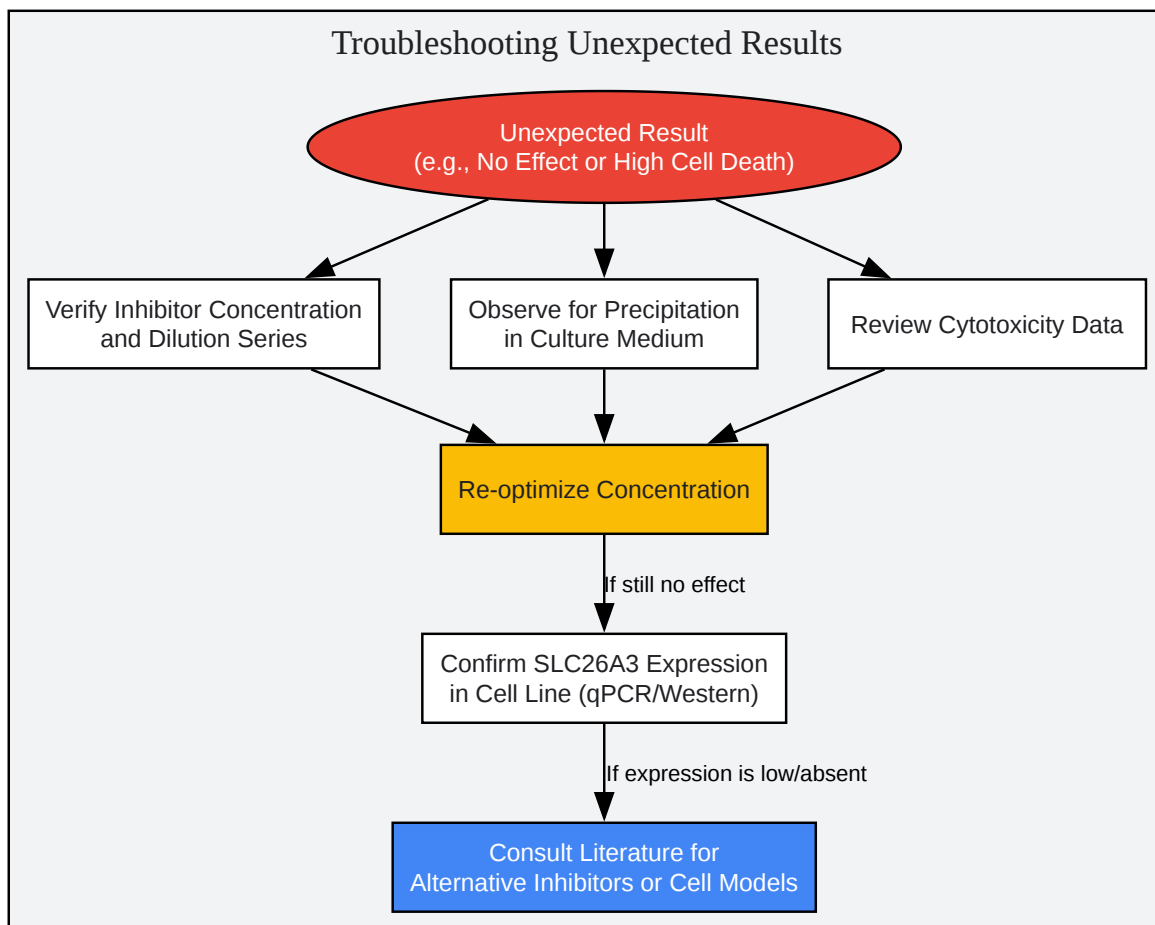 Troubleshooting Unexpected Results
Unexpected Result
(e.g., No Effect or High Cell Death)
Verify Inhibitor Concentration
and Dilution Series
Observe for Precipitation
in Culture Medium
Review Cytotoxicity Data
Re-optimize Concentration
If still no effect
Confirm SLC26A3 Expression
in Cell Line (qPCR/Western)
If expression is low/absent
Consult Literature for
Alternative Inhibitors or Cell Models